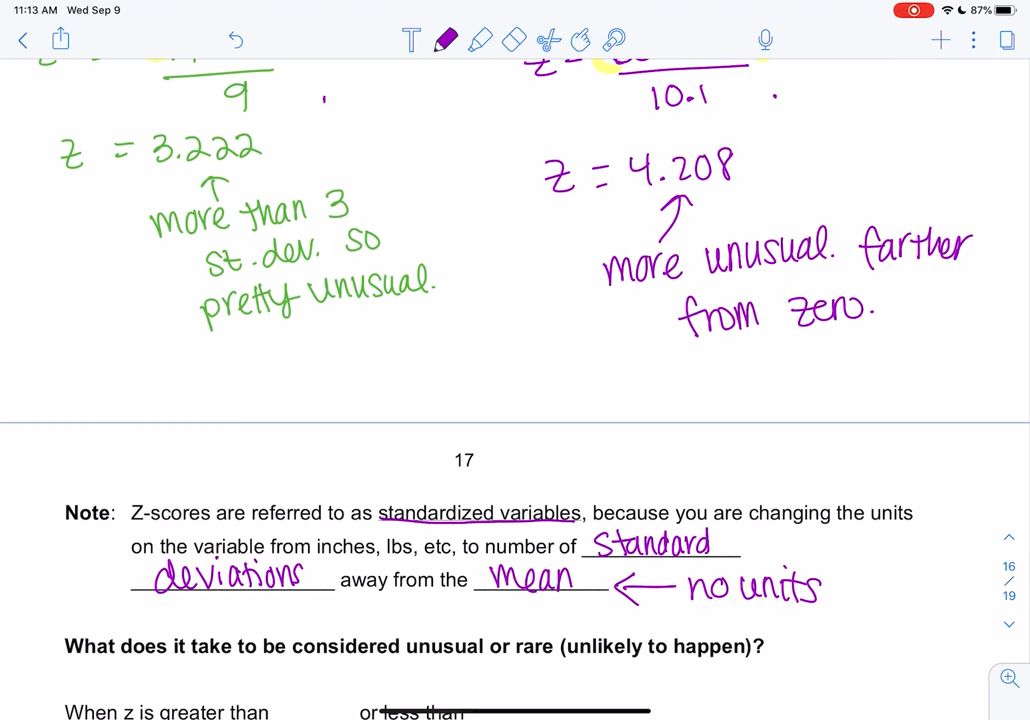 11:13 AM Wed Sep 9
87%
T
9
10.1
z = 3.222
z = 4.208
more than 3
st. dev. so
pretty unusual.
more unusual. farther
from zero.
17
Note: Z-scores are referred to as standardized variables, because you are changing the units
on the variable from inches, lbs, etc, to number of standard
deviations away from the mean ← no units
16
/
19
What does it take to be considered unusual or rare (unlikely to happen)?
When z is greater than or less than